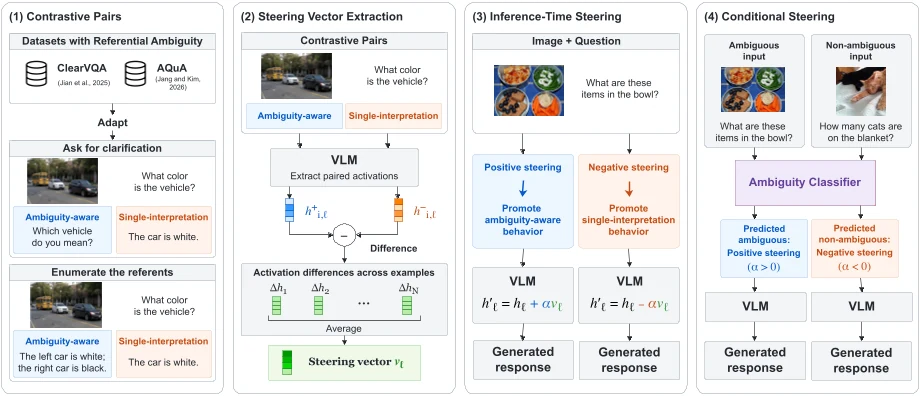 (1) Contrastive Pairs
Datasets with Referential Ambiguity
ClearVQA
(Jian et al., 2025)
AQuA
(Jang and Kim,
2026)
Adapt
Ask for clarification
What color
is the vehicle?
Ambiguity-aware
Which vehicle
do you mean?
Single-interpretation
The car is white.
Enumerate the referents
What color
is the vehicle?
Ambiguity-aware
The left car is white;
the right car is black.
Single-interpretation
The car is white.
(2) Steering Vector Extraction
Contrastive Pairs
What color
is the vehicle?
Ambiguity-aware
Single-interpretation
VLM
Extract paired activations
h⁺ᵢ,ℓ
h⁻ᵢ,ℓ
−
Difference
Activation differences across examples
Δh₁ Δh₂ ... Δh_N
Average
Steering vector vℓ
(3) Inference-Time Steering
Image + Question
What are these
items in the bowl?
Positive steering
Promote
ambiguity-aware
behavior
Negative steering
Promote
single-interpretation
behavior
VLM
h'ℓ = hℓ + αvℓ
VLM
h'ℓ = hℓ - αvℓ
Generated
response
Generated
response
(4) Conditional Steering
Ambiguous
input
What are these
items in the bowl?
Non-ambiguous
input
How many cats are
on the blanket?
Ambiguity Classifier
Predicted
ambiguous:
Positive steering
(α > 0)
Predicted
non-ambiguous:
Negative steering
(α < 0)
VLM
VLM
Generated
response
Generated
response